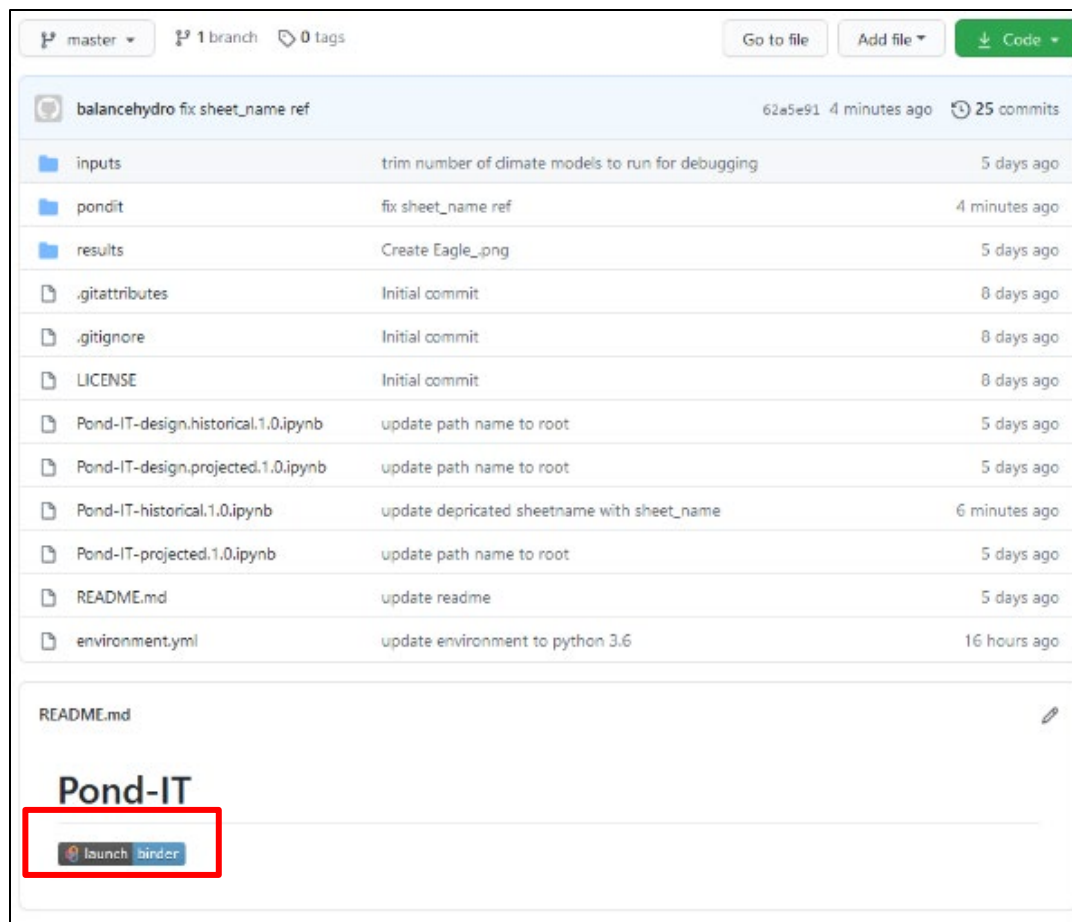 master 1 branch 0 tags Go to file Add file Code
balancehydro fix sheet_name ref 62a5e91 4 minutes ago 25 commits
inputs trim number of climate models to run for debugging 5 days ago
pondit fix sheet_name ref 4 minutes ago
results Create Eagle_.png 5 days ago
.gitattributes Initial commit 8 days ago
.gitignore Initial commit 8 days ago
LICENSE Initial commit 8 days ago
Pond-IT-design.historical.1.0.ipynb update path name to root 5 days ago
Pond-IT-design.projected.1.0.ipynb update path name to root 5 days ago
Pond-IT-historical.1.0.ipynb update depricated sheetname with sheet_name 6 minutes ago
Pond-IT-projected.1.0.ipynb update path name to root 5 days ago
README.md update readme 5 days ago
environment.yml update environment to python 3.6 16 hours ago
README.md
Pond-IT
launch binder